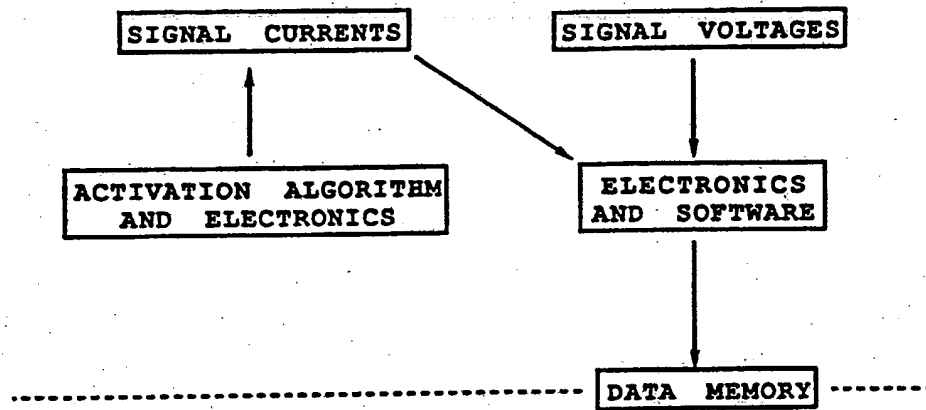 SIGNAL CURRENTS
SIGNAL VOLTAGES
ACTIVATION ALGORITHM
AND ELECTRONICS
ELECTRONICS
AND SOFTWARE
DATA MEMORY